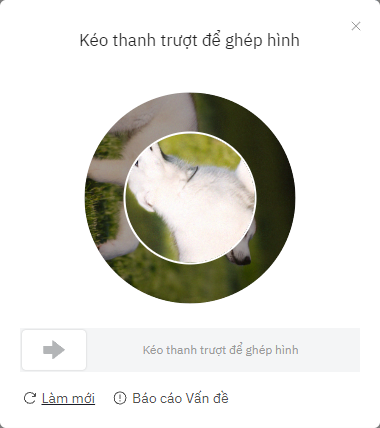 Kéo thanh trượt để ghép hình
Kéo thanh trượt để ghép hình
Làm mới
Báo cáo Vấn đề